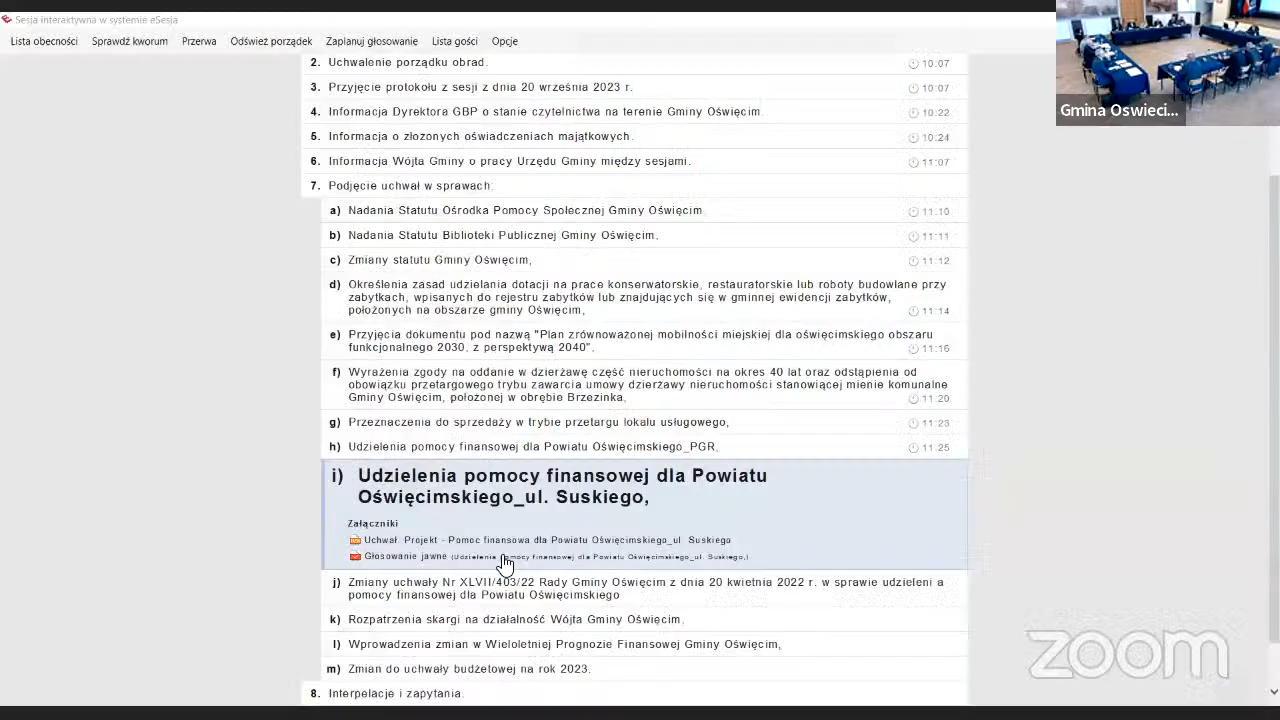 Sesja interaktywna w systemie eSesja
Lista obecności Sprawdź kworum Przerwa Odśwież porządek Zaplanuj głosowanie Lista gości Opcje
Gmina Oswieci...
2. Uchwalenie porządku obrad. 10:07
3. Przyjęcie protokołu z sesji z dnia 20 września 2023 r. 10:07
4. Informacja Dyrektora GBP o stanie czytelnictwa na terenie Gminy Oświęcim. 10:22
5. Informacja o złożonych oświadczeniach majątkowych. 10:24
6. Informacja Wójta Gminy o pracy Urzędu Gminy między sesjami. 11:07
7. Podjęcie uchwał w sprawach:
a) Nadania Statutu Ośrodka Pomocy Społecznej Gminy Oświęcim 11:10
b) Nadania Statutu Biblioteki Publicznej Gminy Oświęcim, 11:11
c) Zmiany statutu Gminy Oświęcim, 11:12
d) Określenia zasad udzielania dotacji na prace konserwatorskie, restauratorskie lub roboty budowlane przy
zabytkach, wpisanych do rejestru zabytków lub znajdujących się w gminnej ewidencji zabytków,
położonych na obszarze gminy Oświęcim, 11:14
e) Przyjęcia dokumentu pod nazwą "Plan zrównoważonej mobilności miejskiej dla oświęcimskiego obszaru
funkcjonalnego 2030, z perspektywą 2040", 11:16
f) Wyrażenia zgody na oddanie w dzierżawę część nieruchomości na okres 40 lat oraz odstąpienia od
obowiązku przetargowego trybu zawarcia umowy dzierżawy nieruchomości stanowiącej mienie komunalne
Gminy Oświęcim, położonej w obrębie Brzezinka, 11:20
g) Przeznaczenia do sprzedaży w trybie przetargu lokalu usługowego, 11:23
h) Udzielenia pomocy finansowej dla Powiatu Oświęcimskiego_PGR, 11:25
i) Udzielenia pomocy finansowej dla Powiatu
Oświęcimskiego_ul. Suskiego,
Załączniki
Uchwał. Projekt - Pomoc finansowa dla Powiatu Oświęcimskiego_ul. Suskiego
Głosowanie jawne (Udzielenia pomocy finansowej dla Powiatu Oświęcimskiego_ul. Suskiego,)
j) Zmiany uchwały Nr XLVII/403/22 Rady Gminy Oświęcim z dnia 20 kwietnia 2022 r. w sprawie udzieleni a
pomocy finansowej dla Powiatu Oświęcimskiego
k) Rozpatrzenia skargi na działalność Wójta Gminy Oświęcim.
l) Wprowadzenia zmian w Wieloletniej Prognozie Finansowej Gminy Oświęcim,
m) Zmian do uchwały budżetowej na rok 2023.
8. Interpelacje i zapytania.
zoom